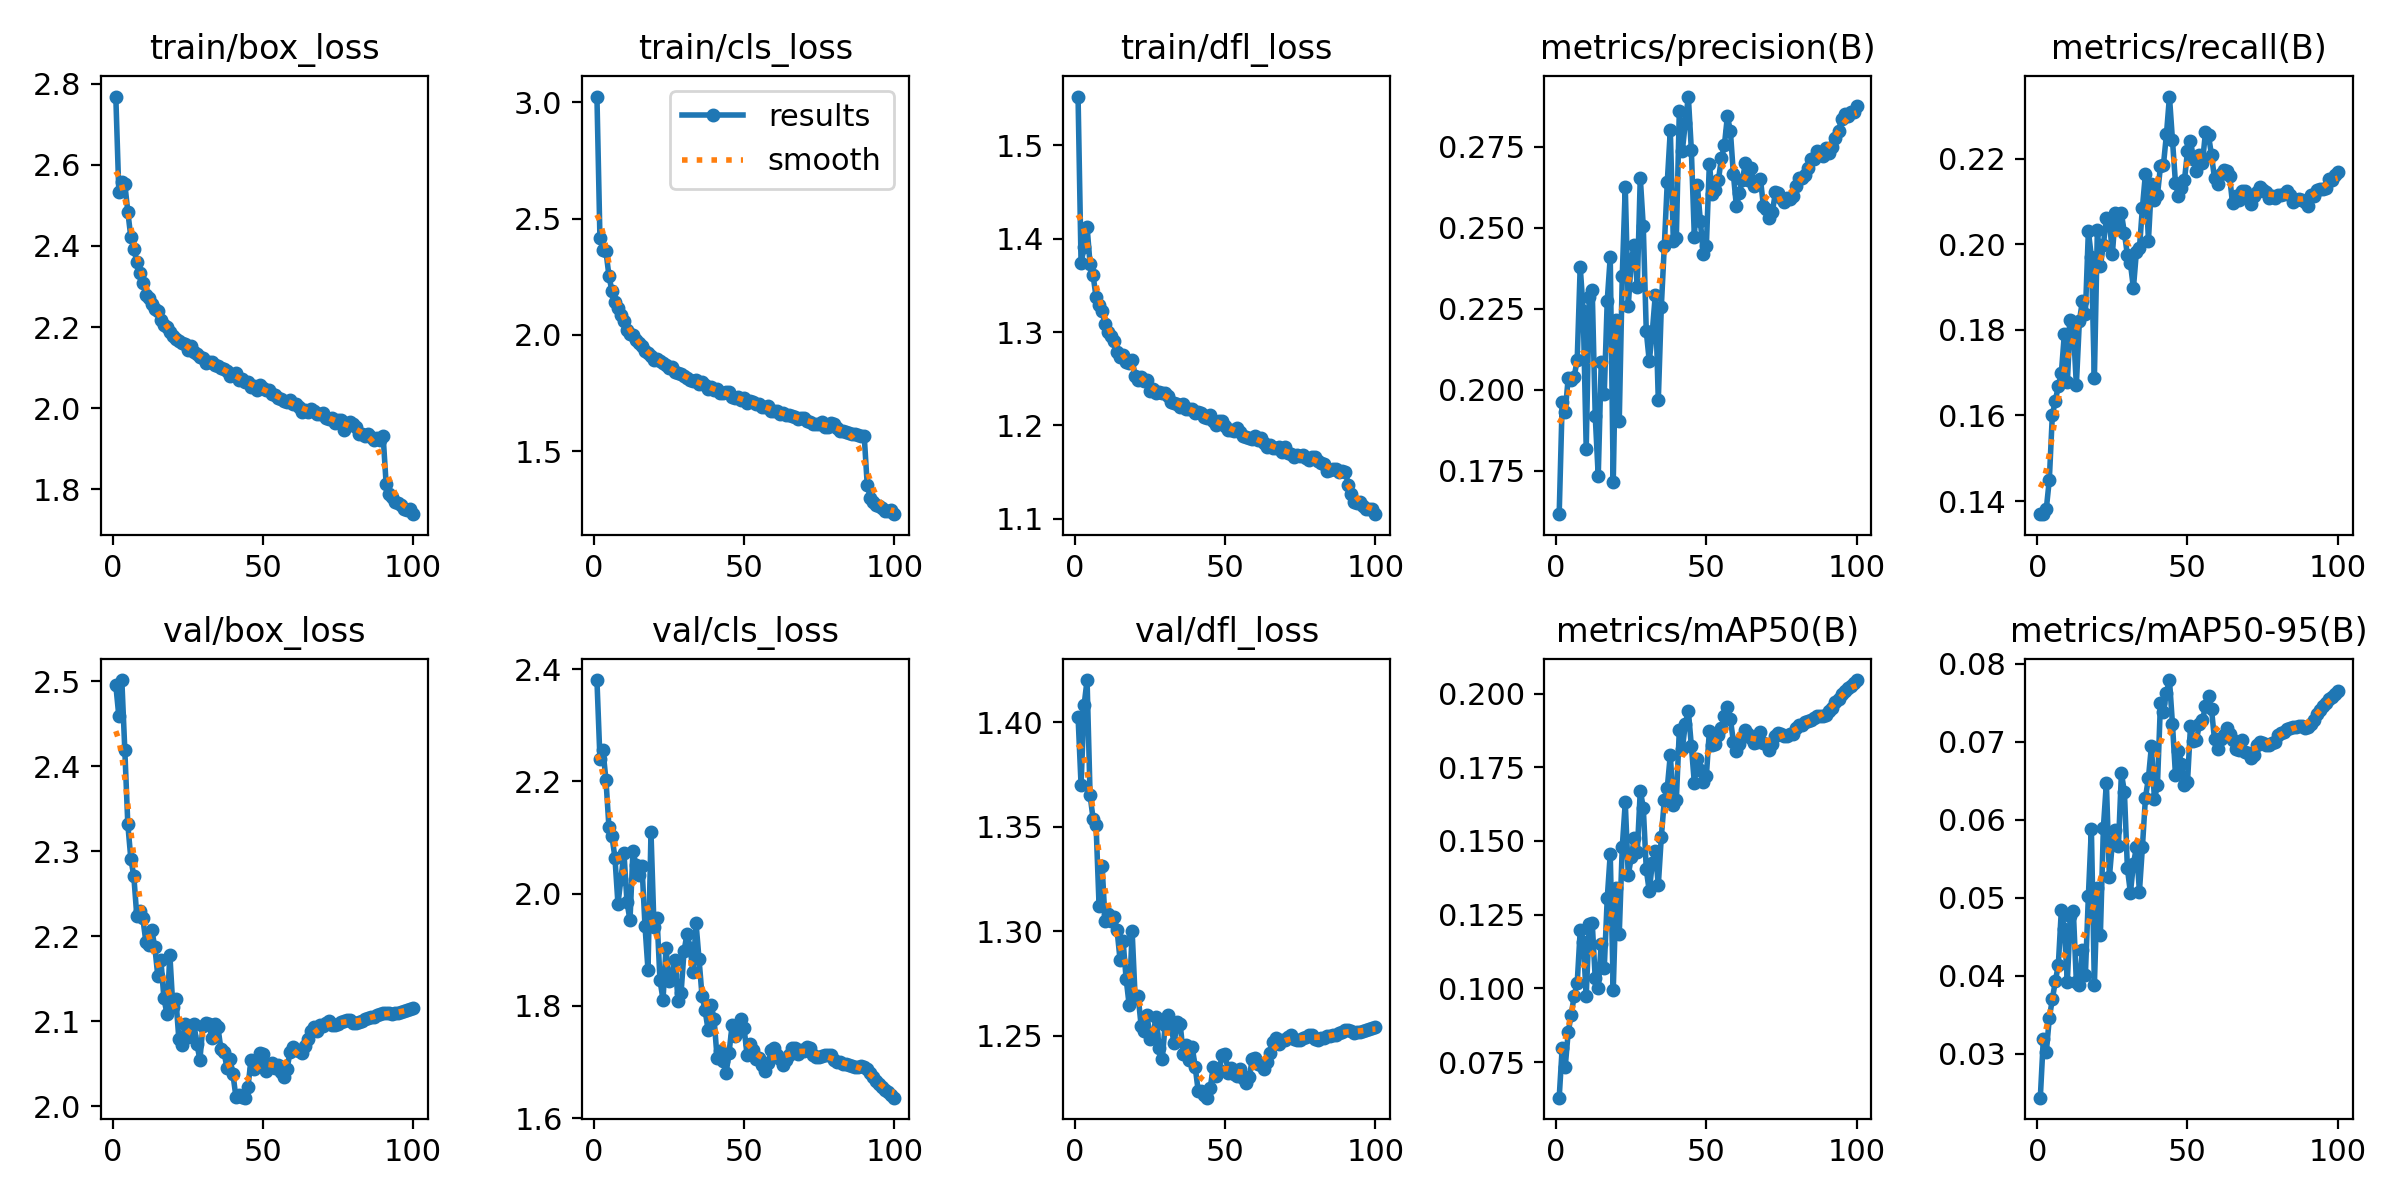 train/box_loss
2.8
2.6
2.4
2.2
2.0
1.8
0 50 100
train/cls_loss
results
smooth
3.0
2.5
2.0
1.5
0 50 100
train/dfl_loss
1.5
1.4
1.3
1.2
1.1
0 50 100
metrics/precision(B)
0.275
0.250
0.225
0.200
0.175
0 50 100
metrics/recall(B)
0.22
0.20
0.18
0.16
0.14
0 50 100
val/box_loss
2.5
2.4
2.3
2.2
2.1
2.0
0 50 100
val/cls_loss
2.4
2.2
2.0
1.8
1.6
0 50 100
val/dfl_loss
1.40
1.35
1.30
1.25
0 50 100
metrics/mAP50(B)
0.200
0.175
0.150
0.125
0.100
0.075
0 50 100
metrics/mAP50-95(B)
0.08
0.07
0.06
0.05
0.04
0.03
0 50 100